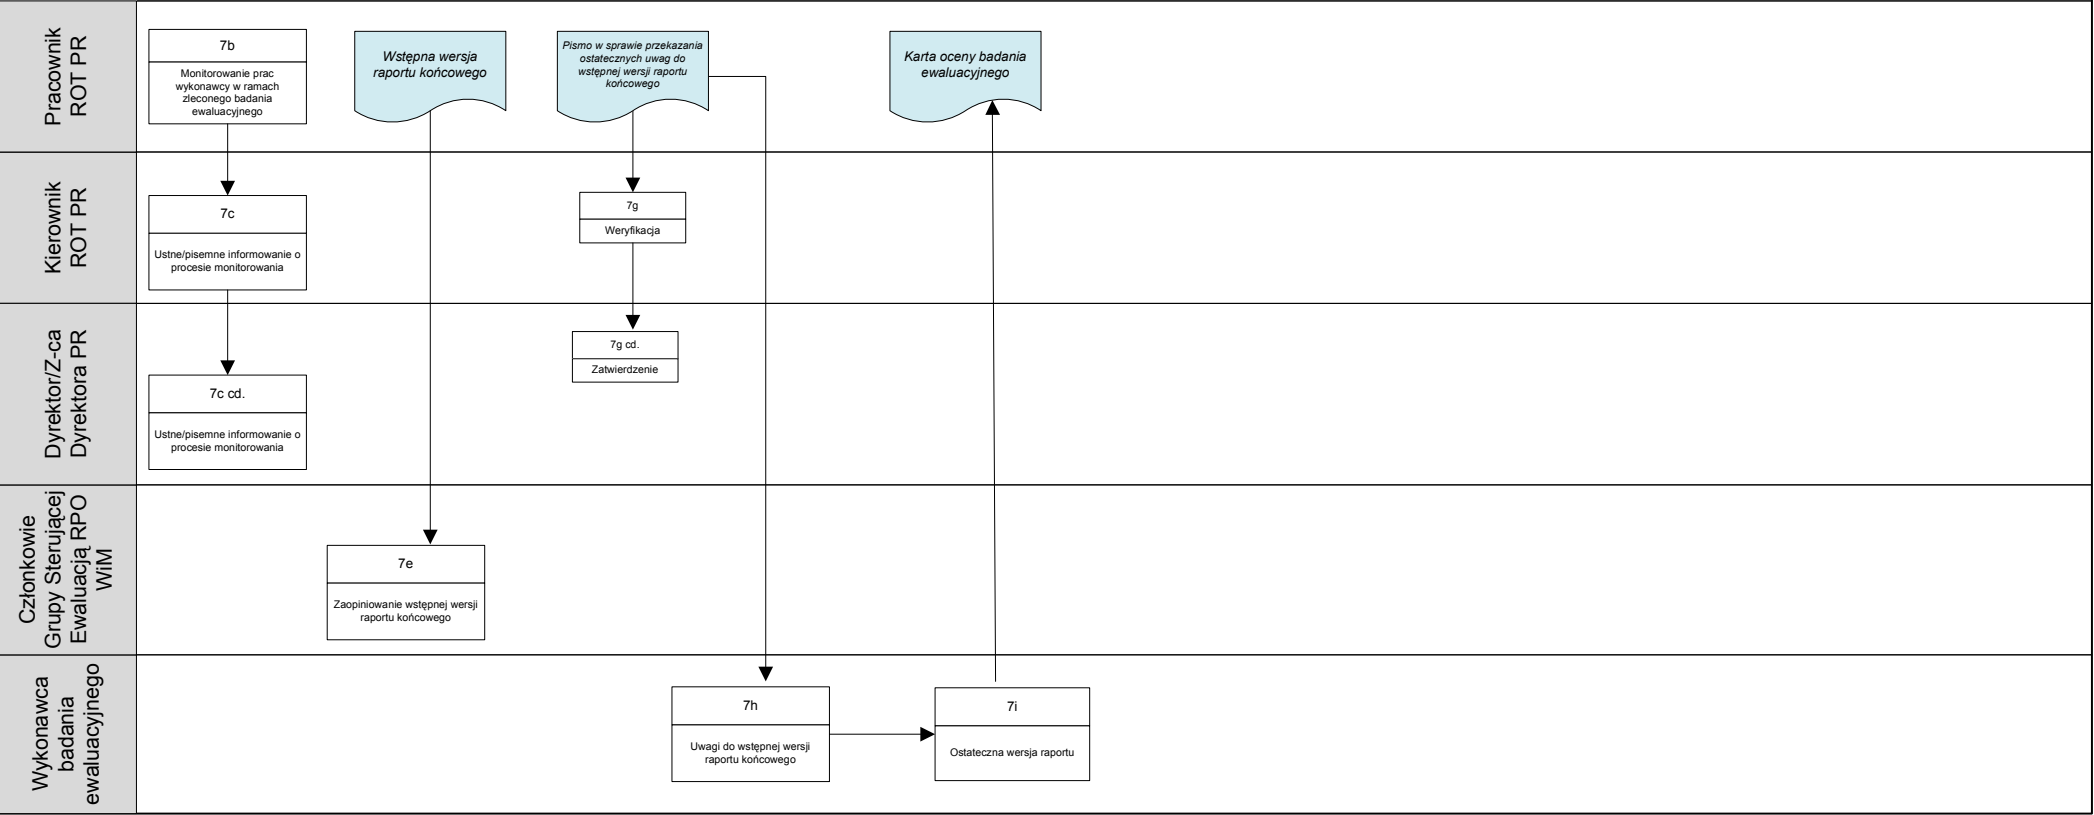 Pracownik
ROT PR
7b
Monitorowanie prac
wykonawcy w ramach
zleconego badania
ewaluacyjnego
Wstępna wersja
raportu końcowego
Pismo w sprawie przekazania
ostatecznych uwag do
wstępnej wersji raportu
końcowego
Karta oceny badania
ewaluacyjnego
Kierownik
ROT PR
7c
Ustne/pisemne informowanie o
procesie monitorowania
7g
Weryfikacja
Dyrektor/Z-ca
Dyrektora PR
7c cd.
Ustne/pisemne informowanie o
procesie monitorowania
7g cd.
Zatwierdzenie
Członkowie
Grupy Sterującej
Ewaluacją RPO
WiM
7e
Zaopiniowanie wstępnej wersji
raportu końcowego
Wykonawca
badania
ewaluacyjnego
7h
Uwagi do wstępnej wersji
raportu końcowego
7i
Ostateczna wersja raportu